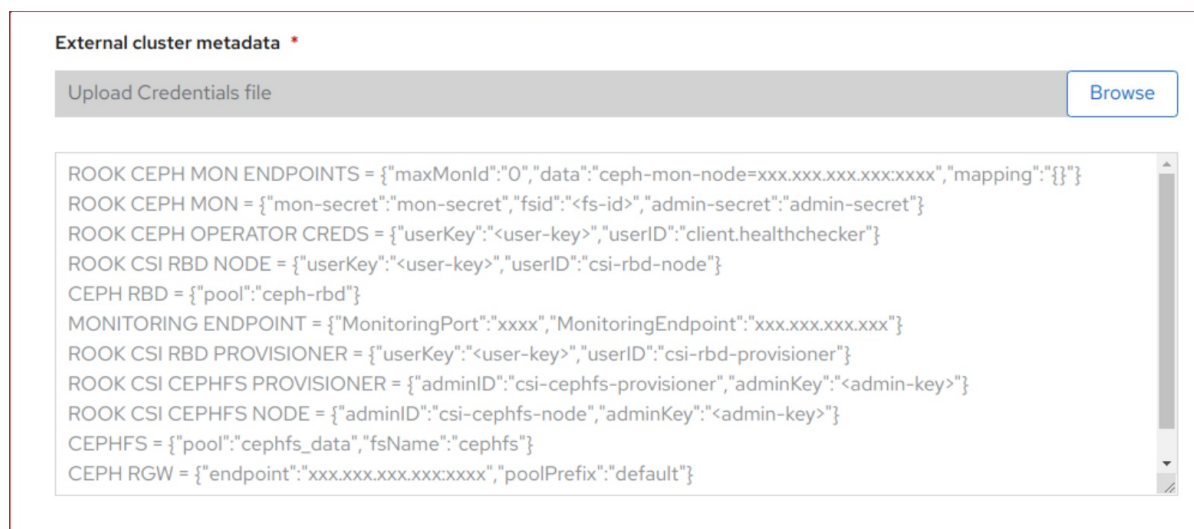 External cluster metadata *
Upload Credentials file
Browse
ROOK CEPH MON ENDPOINTS = {"maxMonId":"0","data":"ceph-mon-node=xxx.xxx.xxx.xxx:xxxx","mapping":"{}"}
ROOK CEPH MON = {"mon-secret":"mon-secret","fsid":"<fs-id>","admin-secret":"admin-secret"}
ROOK CEPH OPERATOR CREDS = {"userKey":"<user-key>","userID":"client.healthchecker"}
ROOK CSI RBD NODE = {"userKey":"<user-key>","userID":"csi-rbd-node"}
CEPH RBD = {"pool":"ceph-rbd"}
MONITORING ENDPOINT = {"MonitoringPort":"xxxx","MonitoringEndpoint":"xxx.xxx.xxx.xxx"}
ROOK CSI RBD PROVISIONER = {"userKey":"<user-key>","userID":"csi-rbd-provisioner"}
ROOK CSI CEPHFS PROVISIONER = {"adminID":"csi-cephfs-provisioner","adminKey":"<admin-key>"}
ROOK CSI CEPHFS NODE = {"adminID":"csi-cephfs-node","adminKey":"<admin-key>"}
CEPHFS = {"pool":"cephfs_data","fsName":"cephfs"}
CEPH RGW = {"endpoint":"xxx.xxx.xxx.xxx:xxxx","poolPrefix":"default"}